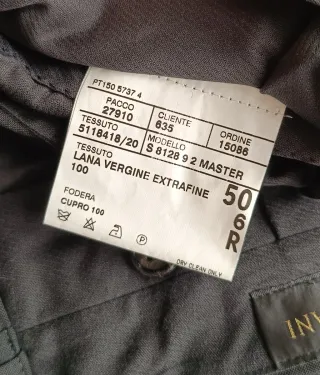 PT150 5737 4
PACCO CLIENTE ORDINE
27910 635 15086
TESSUTO MODELLO
5118418/20 S 8128 9 2 MASTER
TESSUTO
LANA VERGINE EXTRAFINE
100
50
6
R
FODERA
CUPRO 100
P
DRY CLEAN ONLY
ANI